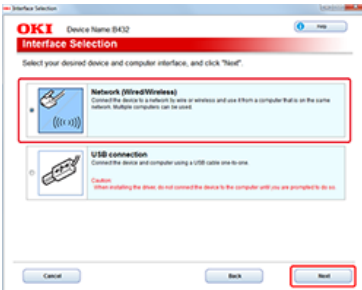 Interface Selection
OKI Device Name:B432
Help
Interface Selection
Select your desired device and computer interface, and click "Next".
Network (Wired/Wireless)
Connect the device to a network by wire or wireless and use it from a computer that is on the same
network. Multiple computers can be used.
USB connection
Connect the device and computer using a USB cable one-to-one.
Caution:
When installing the driver, do not connect the device to the computer until you are prompted to do so.
Cancel
Back
Next